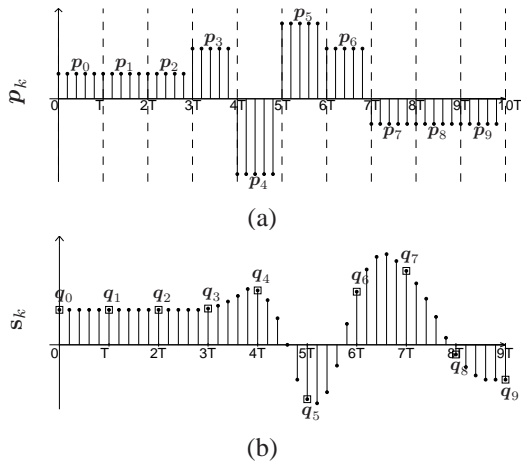 p_k
p_0 p_1 p_2 p_3 p_4 p_5 p_6 p_7 p_8 p_9
0 T 2T 3T 4T 5T 6T 7T 8T 9T 10T
(a)
s_k
q_0 q_1 q_2 q_3 q_4 q_5 q_6 q_7 q_8 q_9
0 T 2T 3T 4T 5T 6T 7T 8T 9T
(b)